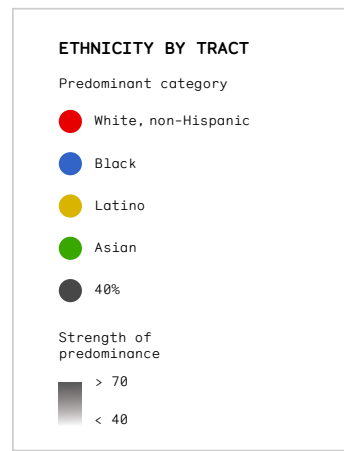 ETHNICITY BY TRACT
Predominant category
White, non-Hispanic
Black
Latino
Asian
40%
Strength of
predominance
> 70
< 40